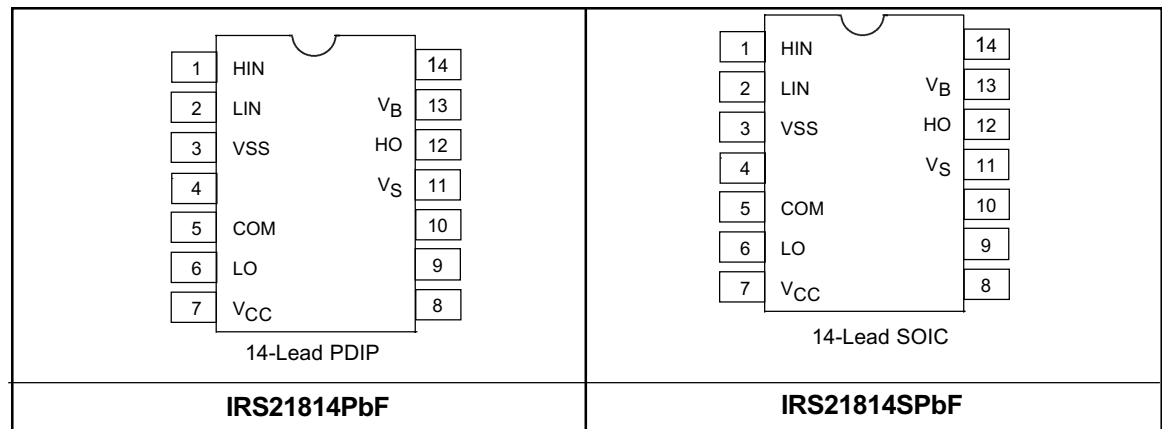 1 HIN 14
2 LIN VB 13
3 VSS HO 12
4 VS 11
5 COM 10
6 LO 9
7 VCC 8
14-Lead PDIP
IRS21814PbF
1 HIN 14
2 LIN VB 13
3 VSS HO 12
4 VS 11
5 COM 10
6 LO 9
7 VCC 8
14-Lead SOIC
IRS21814SPbF